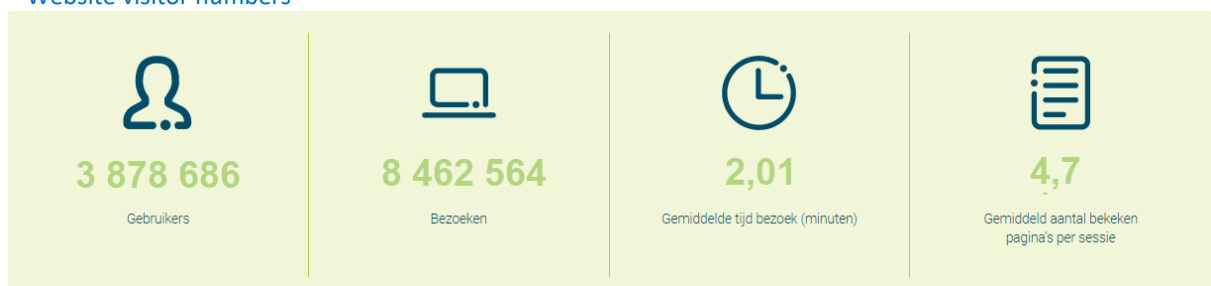 Website visitor numbers
3 878 686
Gebruikers
8 462 564
Bezoeken
2,01
Gemiddelde tijd bezoek (minuten)
4,7
Gemiddeld aantal bekeken
pagina's per sessie